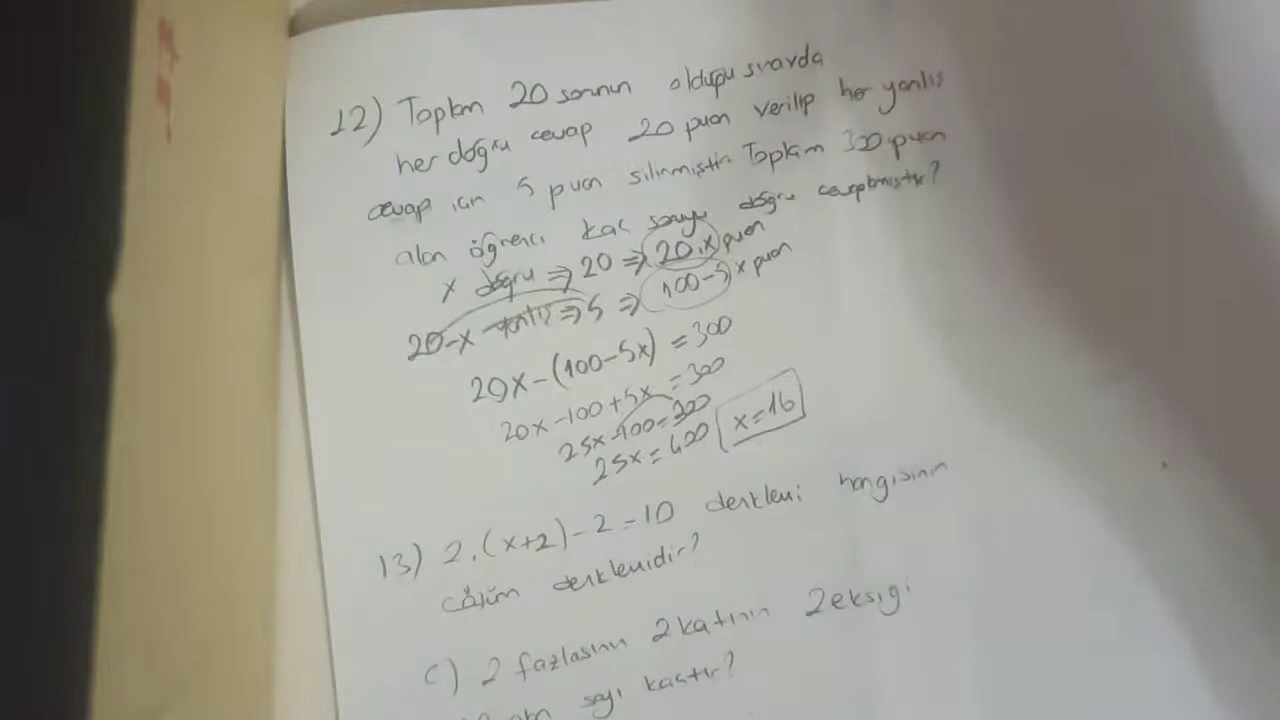 12) Toplam 20 sorunun olduğu sınavda
her doğru cevap 20 puan verilip her yanlış
cevap için 5 puan silinmiştir. Toplam 300 puan
alan öğrenci kaç soruyu doğru cevaplamıştır?
x doğru ⇒ 20 ⇒ 20.x puan
20-x yanlış ⇒ 5 ⇒ 100-5x puan
20x-(100-5x) = 300
20x-100+5x = 300
25x-100=300
25x=400 x=16
13) 2.(x+2)-2=10 denklemi hangisinin
çözüm denklemidir?
C) 2 fazlasının 2 katının 2 eksiği
sayı kaçtır?